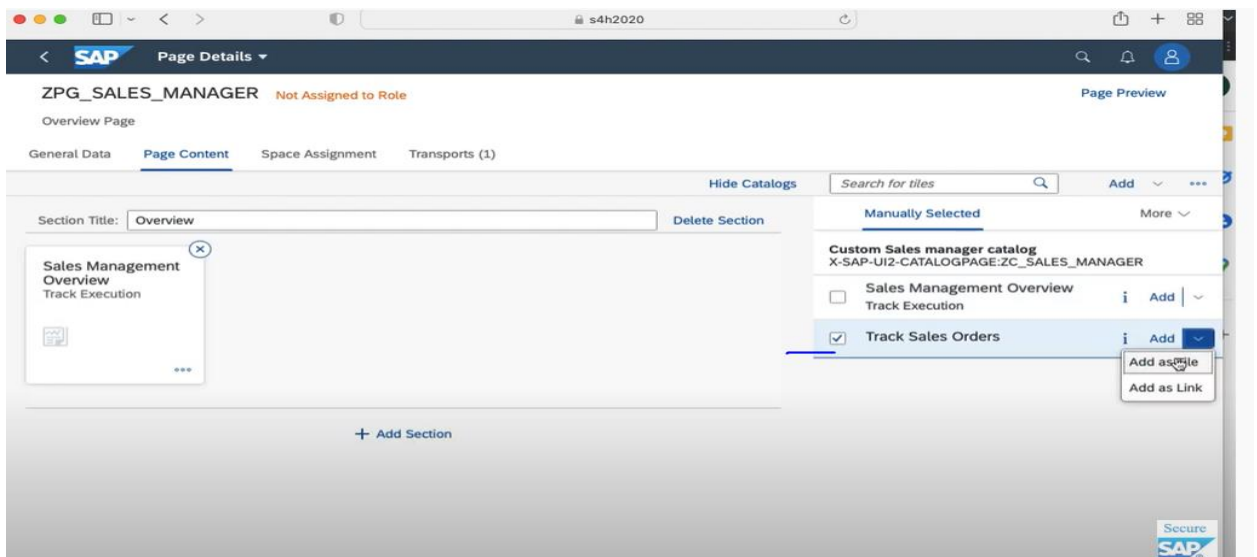 s4h2020
SAP Page Details
ZPG_SALES_MANAGER Not Assigned to Role
Page Preview
Overview Page
General Data Page Content Space Assignment Transports (1)
Hide Catalogs Search for tiles Add
Section Title: Overview Delete Section
Manually Selected More
Custom Sales manager catalog
X-SAP-UI2-CATALOGPAGE:ZC_SALES_MANAGER
Sales Management
Overview
Track Execution
Sales Management Overview
Track Execution
i Add
Track Sales Orders i Add
Add as
Add as Link
+ Add Section
Secure
SAP